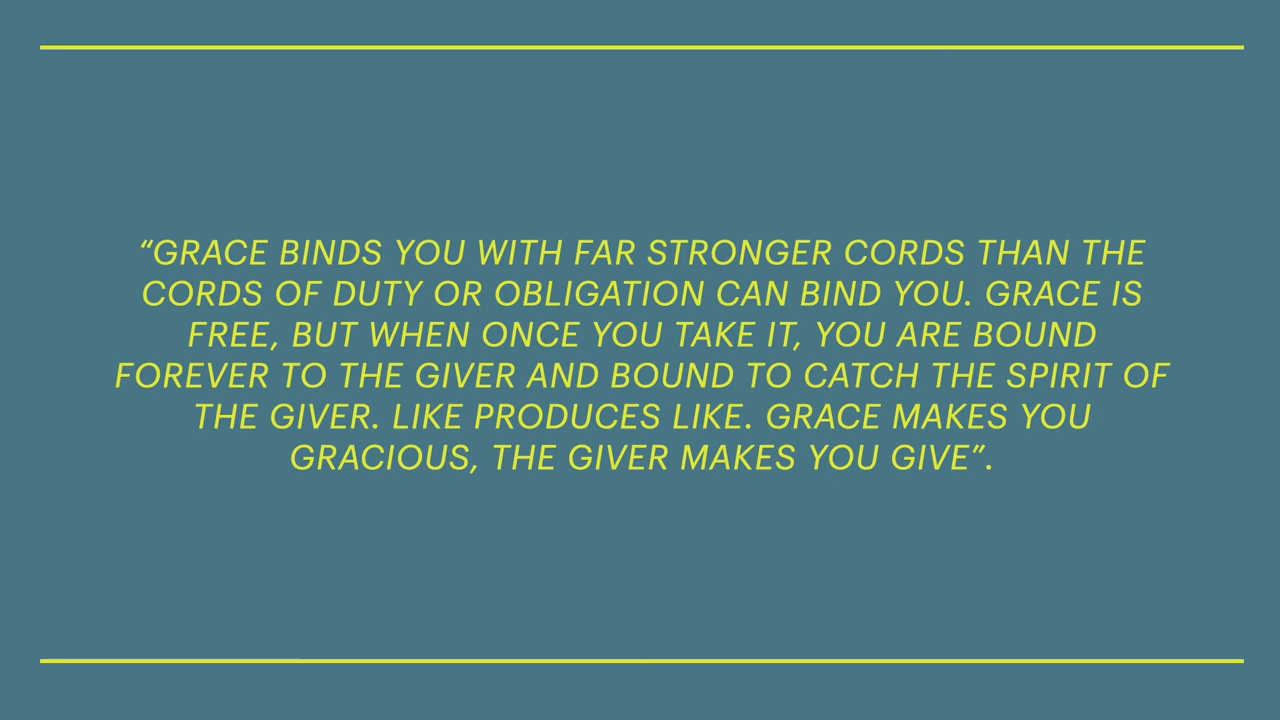 “GRACE BINDS YOU WITH FAR STRONGER CORDS THAN THE
CORDS OF DUTY OR OBLIGATION CAN BIND YOU. GRACE IS
FREE, BUT WHEN ONCE YOU TAKE IT, YOU ARE BOUND
FOREVER TO THE GIVER AND BOUND TO CATCH THE SPIRIT OF
THE GIVER. LIKE PRODUCES LIKE. GRACE MAKES YOU
GRACIOUS, THE GIVER MAKES YOU GIVE”.